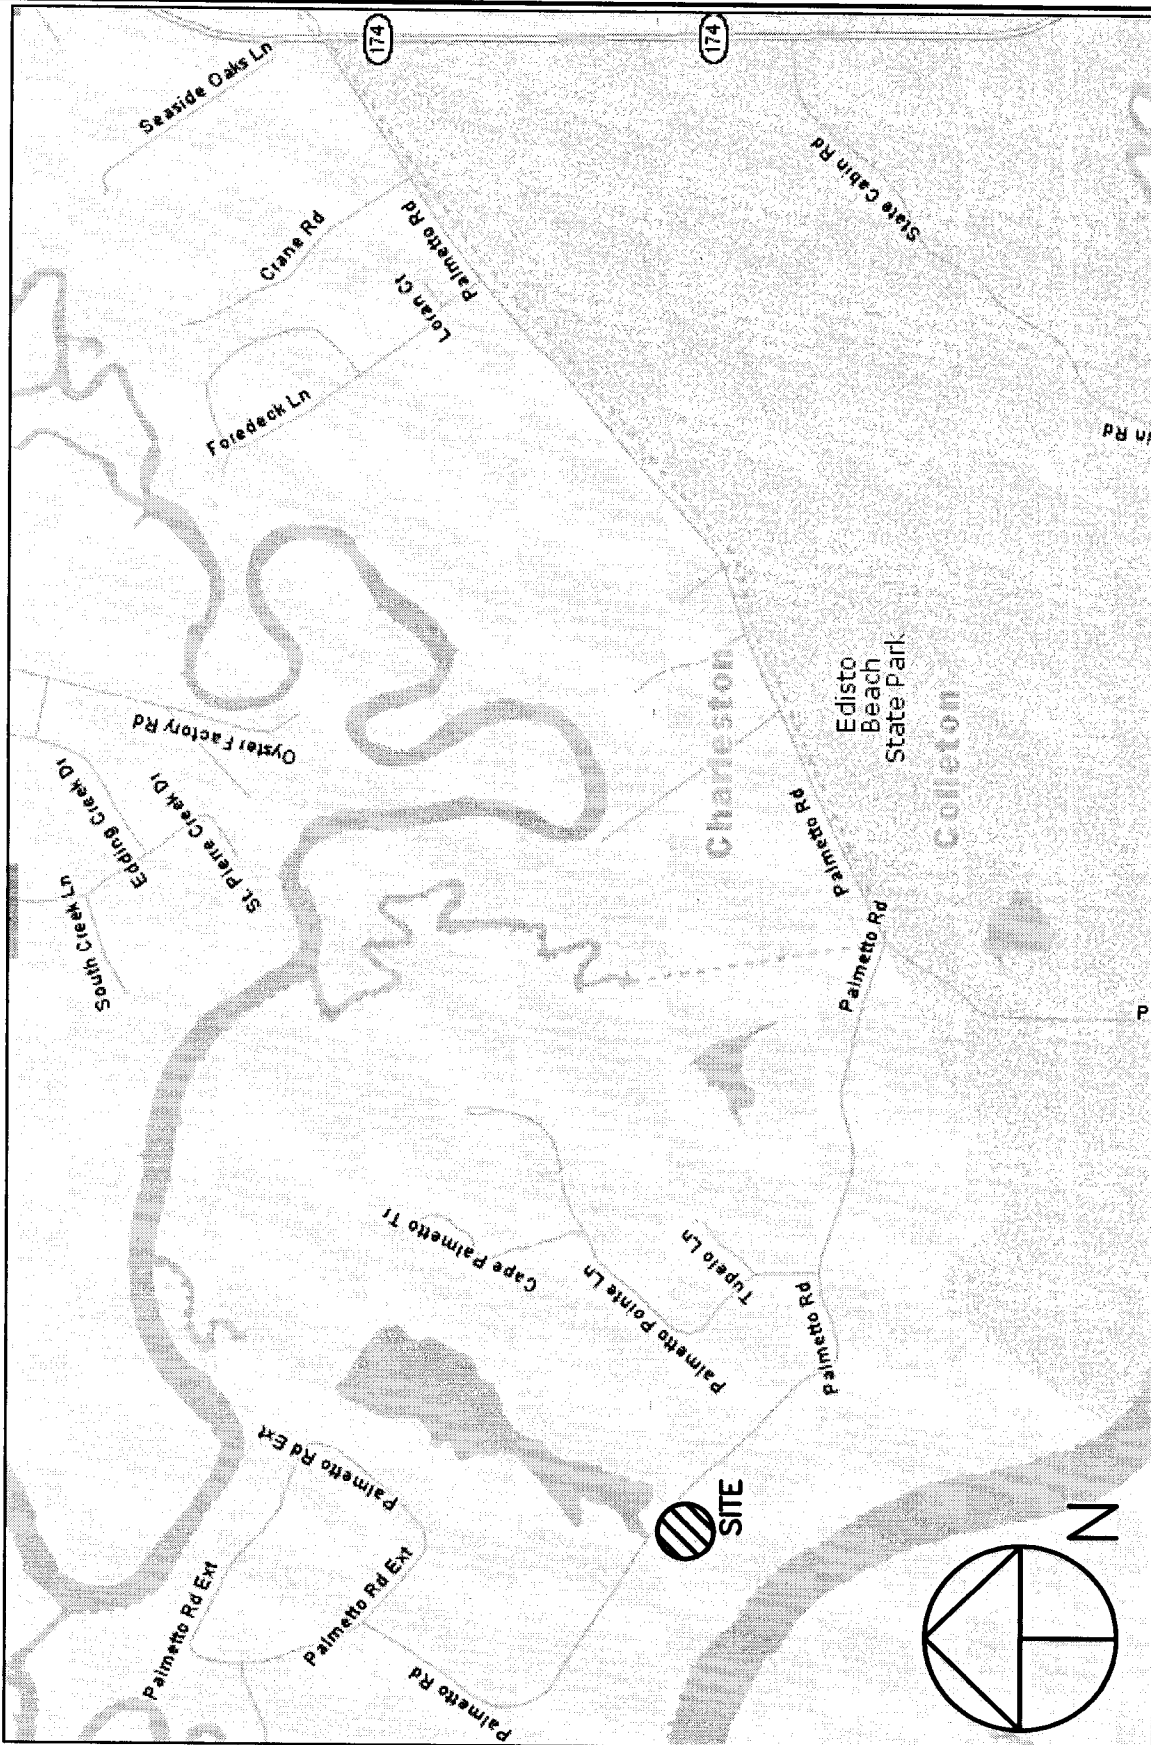 174
174
Seaside Oaks Ln
State Cabin Rd
Crane Rd
Palmetto Rd
Loran Ct
Foredeck Ln
in Rd
Oyster Factory Rd
Edding Creek Dr
St. Pierre Creek Dr
South Creek Ln
Charleston
Edisto
Beach
State Park
Colleton
Palmetto Rd
Palmetto Rd
P
Cape Palmetto Tr
Tupelo Ln
Palmetto Pointe Ln
Palmetto Rd
Palmetto Rd Ext
SITE
N
Palmetto Rd Ext
Palmetto Rd Ext
Palmetto Rd